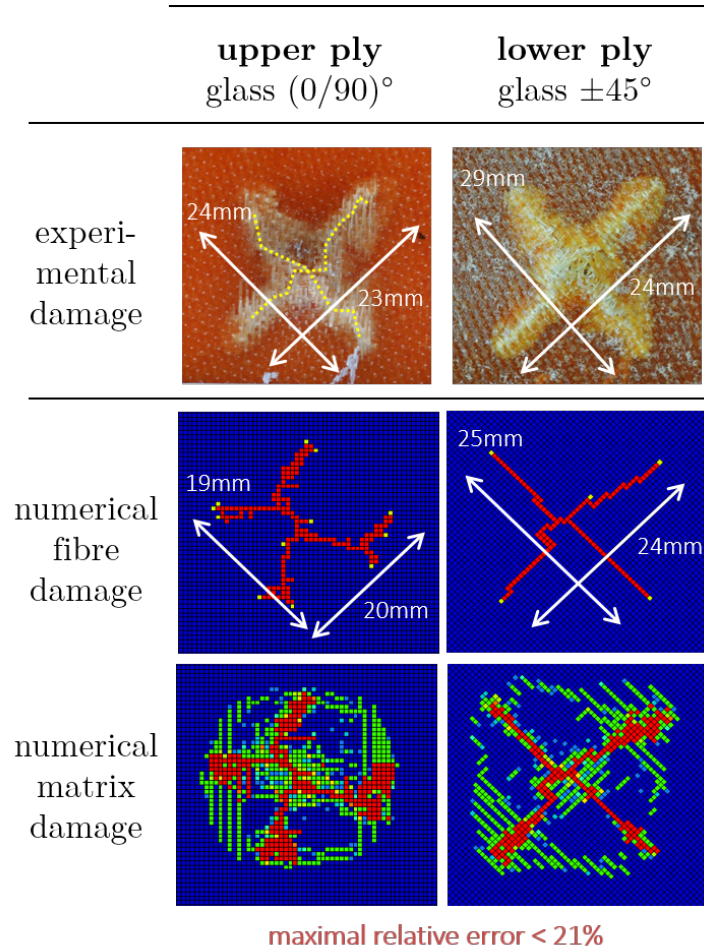 upper ply
glass (0/90)°
lower ply
glass ±45°
experi-
mental
damage
24mm
23mm
29mm
24mm
numerical
fibre
damage
19mm
20mm
25mm
24mm
numerical
matrix
damage
maximal relative error < 21%